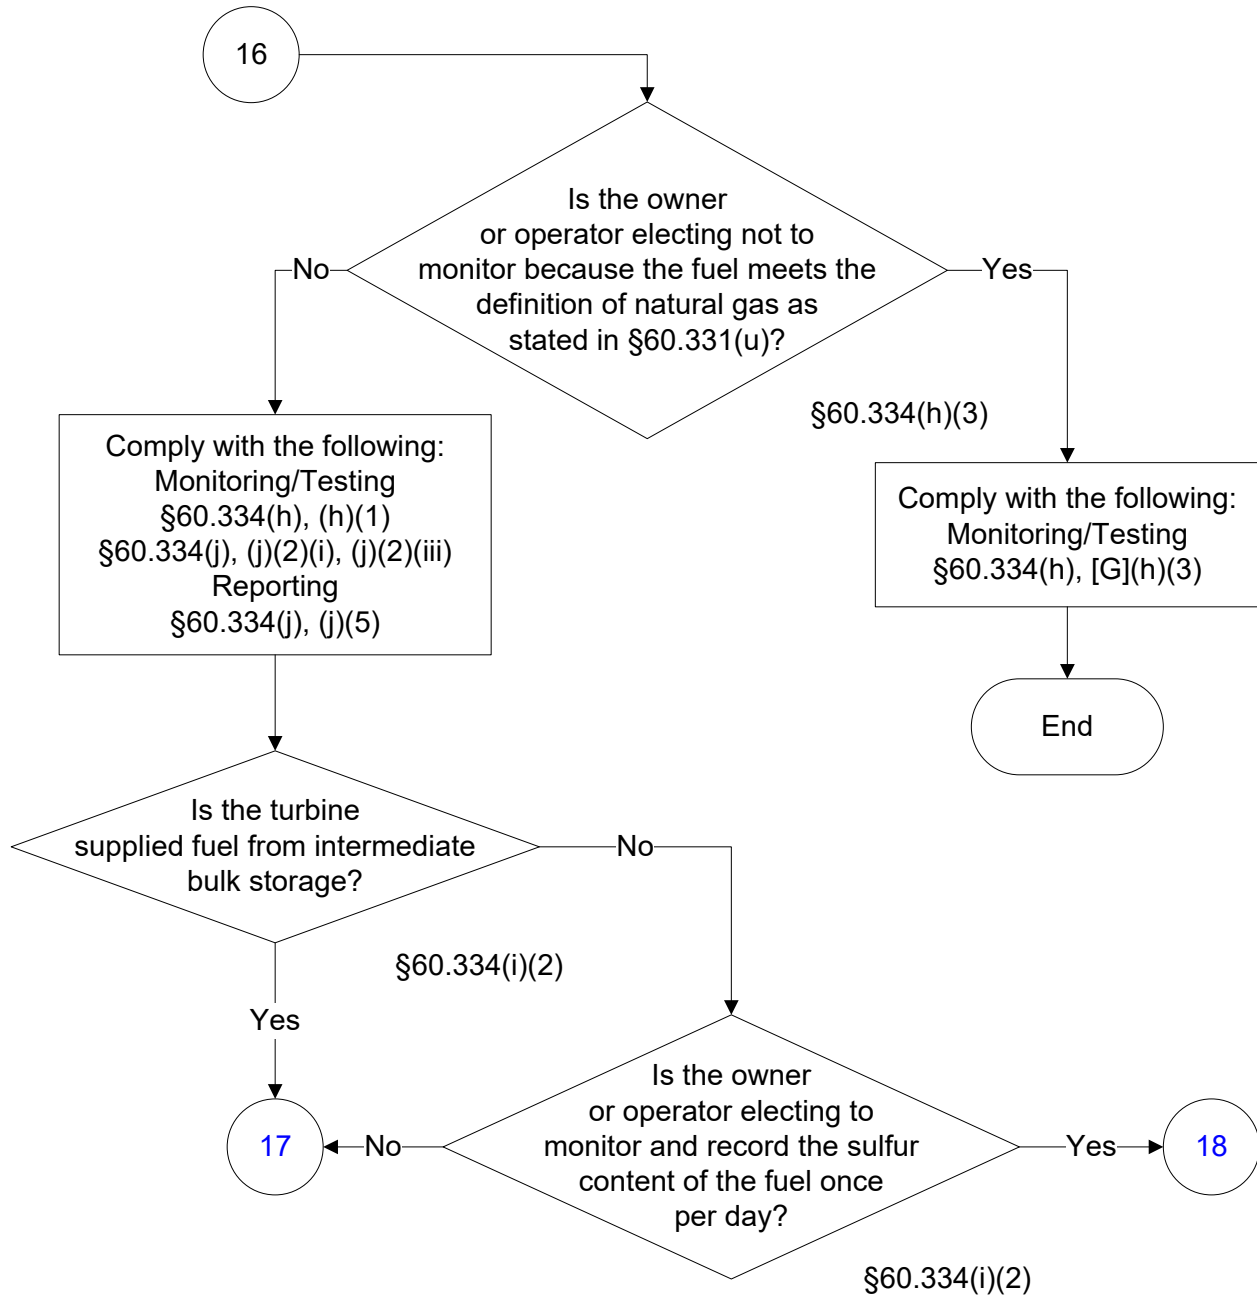 16
Is the owner
or operator electing not to
monitor because the fuel meets the
definition of natural gas as
stated in §60.331(u)?
No
Yes
§60.334(h)(3)
Comply with the following:
Monitoring/Testing
§60.334(h), (h)(1)
§60.334(j), (j)(2)(i), (j)(2)(iii)
Reporting
§60.334(j), (j)(5)
Comply with the following:
Monitoring/Testing
§60.334(h), [G](h)(3)
End
Is the turbine
supplied fuel from intermediate
bulk storage?
No
§60.334(i)(2)
Yes
Is the owner
or operator electing to
monitor and record the sulfur
content of the fuel once
per day?
17
No
Yes
18
§60.334(i)(2)